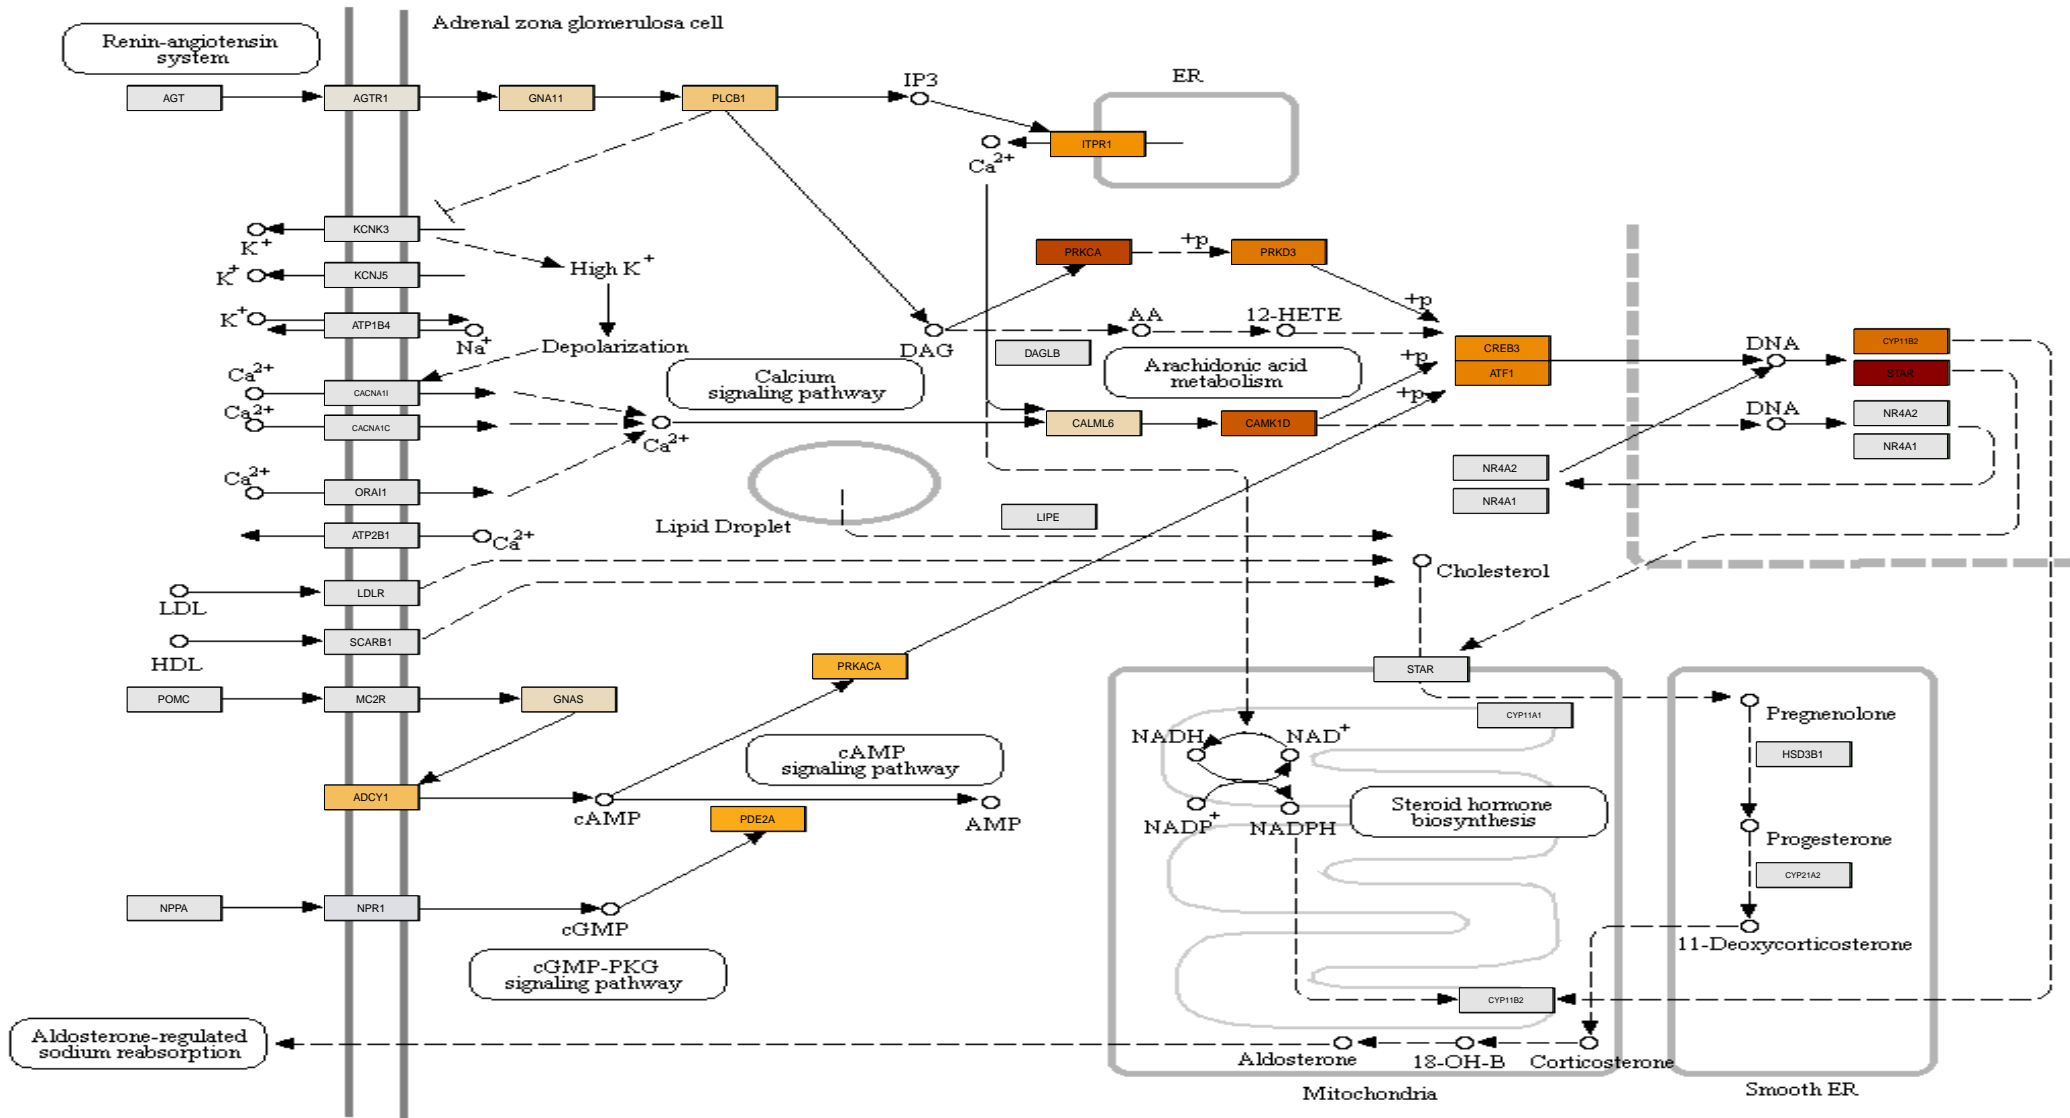 Adrenal zona glomerulosa cell
Renin-angiotensin
system
IP3
ER
AGT
AGTR1
GNA11
PLCB1
ITPR1
Ca2+
KCNK3
K+
+p
PRKCA
PRKD3
High K+
KCNJ5
K+
+p
K+
ATP1B4
Na+
AA
12-HETE
DAG
DAGLB
Depolarization
CREB3
ATF1
+p
+p
DNA
CYP11B2
STAR
Calcium
signaling pathway
Arachidonic acid
metabolism
Ca2+
CACNA1I
Ca2+
CACNA1C
Ca2+
CALML6
CAMK1D
DNA
NR4A2
NR4A1
NR4A2
NR4A1
Ca2+
ORAI1
Lipid Droplet
LIPE
ATP2B1
Ca2+
Cholesterol
LDL
LDLR
HDL
SCARB1
PRKACA
STAR
POMC
MC2R
GNAS
CYP11A1
Pregnenolone
NADH
NAD+
HSD3B1
cAMP
signaling pathway
ADCY1
cAMP
PDE2A
AMP
NADP+
NADPH
Steroid hormone
biosynthesis
Progesterone
CYP21A2
NPPA
NPR1
cGMP
11-Deoxycorticosterone
cGMP-PKG
signaling pathway
CYP11B2
Aldosterone-regulated
sodium reabsorption
Aldosterone
18-OH-B
Corticosterone
Mitochondria
Smooth ER